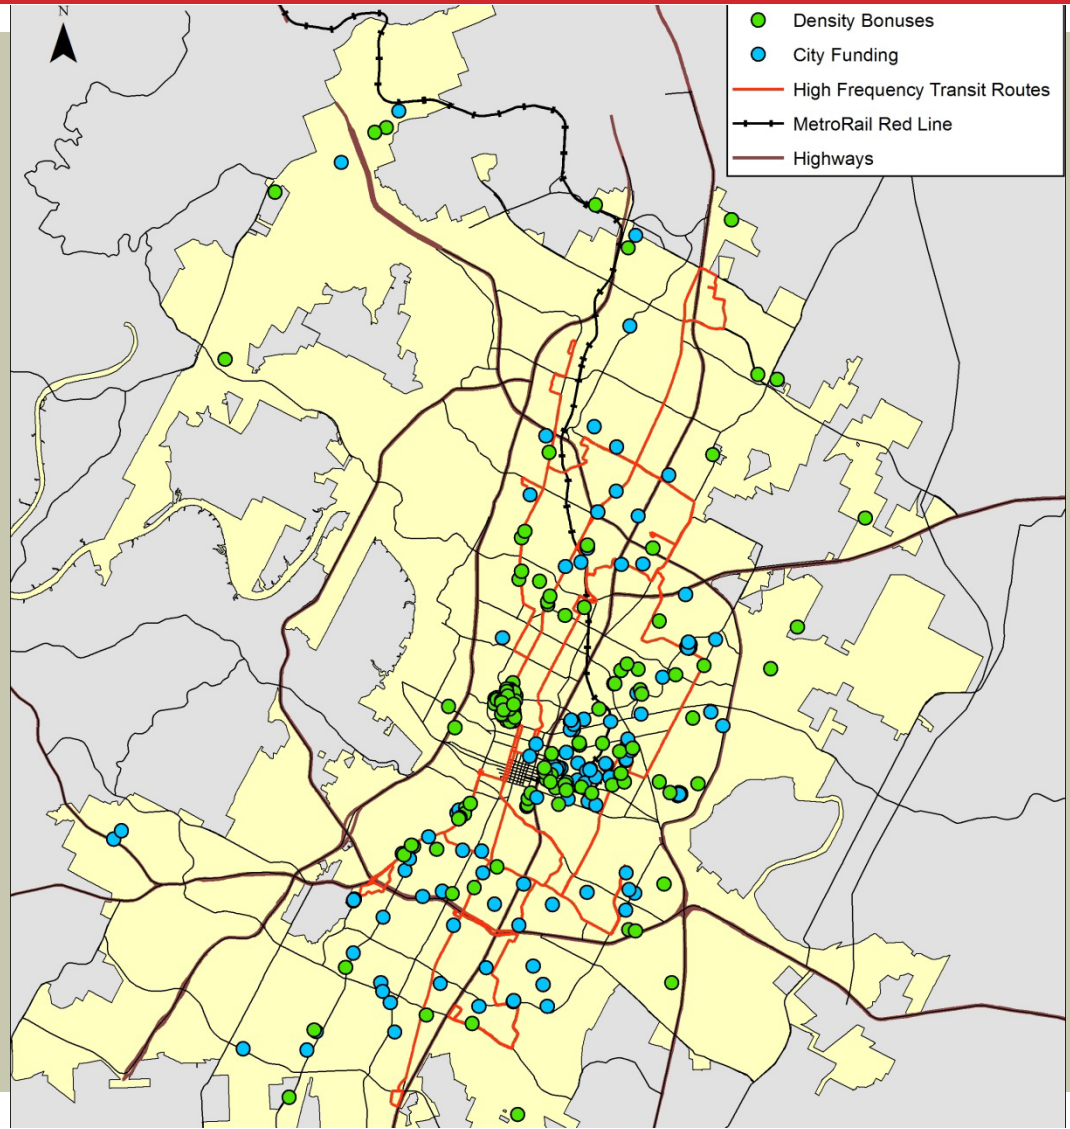 N
Density Bonuses
City Funding
High Frequency Transit Routes
MetroRail Red Line
Highways